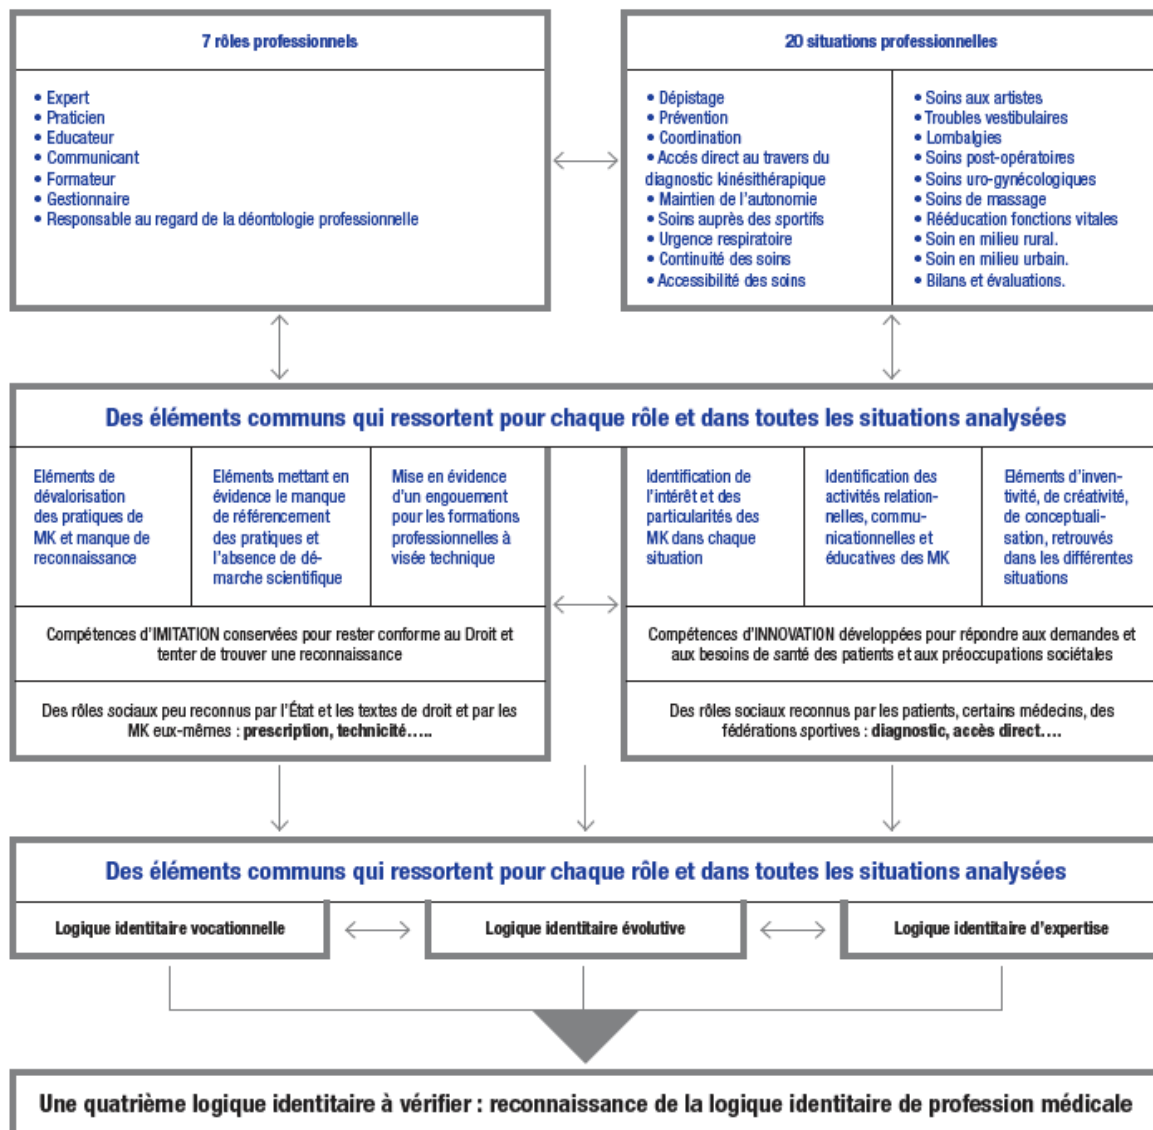 7 rôles professionnels
• Expert
• Praticien
• Educateur
• Communicant
• Formateur
• Gestionnaire
• Responsable au regard de la déontologie professionnelle
20 situations professionnelles
• Dépistage
• Prévention
• Coordination
• Accés direct au travers du
diagnostic kinésithérapique
• Maintien de l'autonomie
• Soins auprès des sportifs
• Urgence respiratoire
• Continuité des soins
• Accessibilité des soins
• Soins aux artistes
• Troubles vestibulaires
• Lombalgies
• Soins post-opératoires
• Soins uro-gynécologiques
• Soins de massage
• Rééducation fonctions vitales
• Soin en milieu rural.
• Soin en milieu urbain.
• Bilans et évaluations.
Des éléments communs qui ressortent pour chaque rôle et dans toutes les situations analysées
Eléments de
dévalorisation
des pratiques de
MK et manque de
reconnaissance
Eléments mettant en
évidence le manque
de référencement
des pratiques et
l'absence de dé-
marche scientifique
Mise en évidence
d'un engouement
pour les formations
professionnelles à
visée technique
Identification de
l'intérêt et des
particularités des
MK dans chaque
situation
Identification des
activités relation-
nelles, commu-
nicationnelles et
éducatives des MK
Eléments d'inven-
tivité, de créativité,
de conceptuali-
sation, retrouvés
dans les différentes
situations
Compétences d'IMITATION conservées pour rester conforme au Droit et
tenter de trouver une reconnaissance
Compétences d'INNOVATION développées pour répondre aux demandes et
aux besoins de santé des patients et aux préoccupations sociétales
Des rôles sociaux peu reconnus par l'État et les textes de droit et par les
MK eux-mêmes : prescription, technicité…..
Des rôles sociaux reconnus par les patients, certains médecins, des
fédérations sportives : diagnostic, accès direct….
Des éléments communs qui ressortent pour chaque rôle et dans toutes les situations analysées
Logique identitaire vocationnelle
Logique identitaire évolutive
Logique identitaire d'expertise
Une quatrième logique identitaire à vérifier : reconnaissance de la logique identitaire de profession médicale